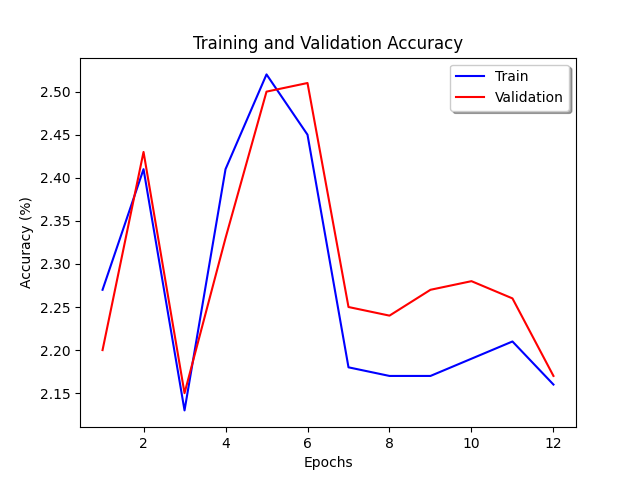 Training and Validation Accuracy
Train
Validation
Accuracy (%)
2.50
2.45
2.40
2.35
2.30
2.25
2.20
2.15
2 4 6 8 10 12
Epochs